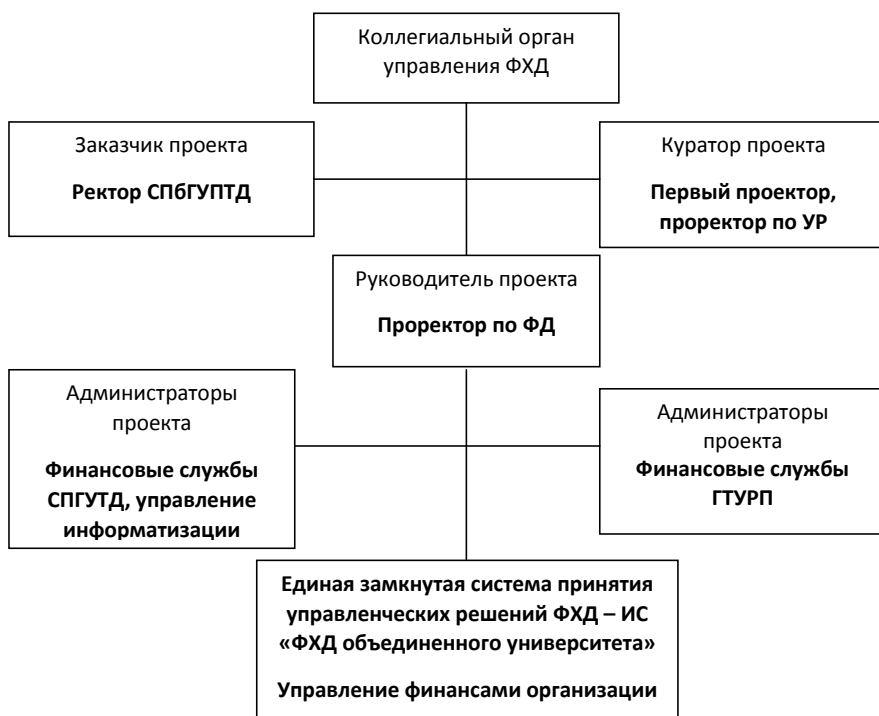 Коллегиальный орган
управления ФХД
Заказчик проекта
Ректор СПбГУПТД
Куратор проекта
Первый проектор,
проректор по УР
Руководитель проекта
Проректор по ФД
Администраторы
проекта
Финансовые службы
СПГУТД, управление
информатизации
Администраторы
проекта
Финансовые службы
ГТУРП
Единая замкнутая система принятия
управленческих решений ФХД – ИС
«ФХД объединенного университета»
Управление финансами организации